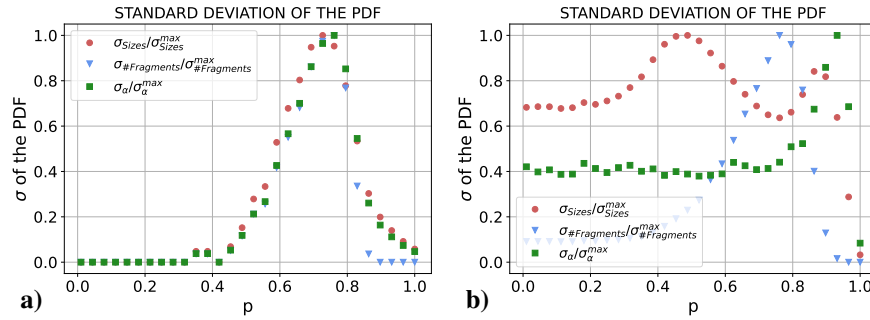 STANDARD DEVIATION OF THE PDF
1.0
0.8
0.6
0.4
0.2
0.0
σ of the PDF
σ_Sizes/σ_Sizes^max
σ_#Fragments/σ_#Fragments^max
σ_α/σ_α^max
0.0 0.2 0.4 0.6 0.8 1.0
p
a)
STANDARD DEVIATION OF THE PDF
1.0
0.8
0.6
0.4
0.2
0.0
σ of the PDF
σ_Sizes/σ_Sizes^max
σ_#Fragments/σ_#Fragments^max
σ_α/σ_α^max
0.0 0.2 0.4 0.6 0.8 1.0
p
b)